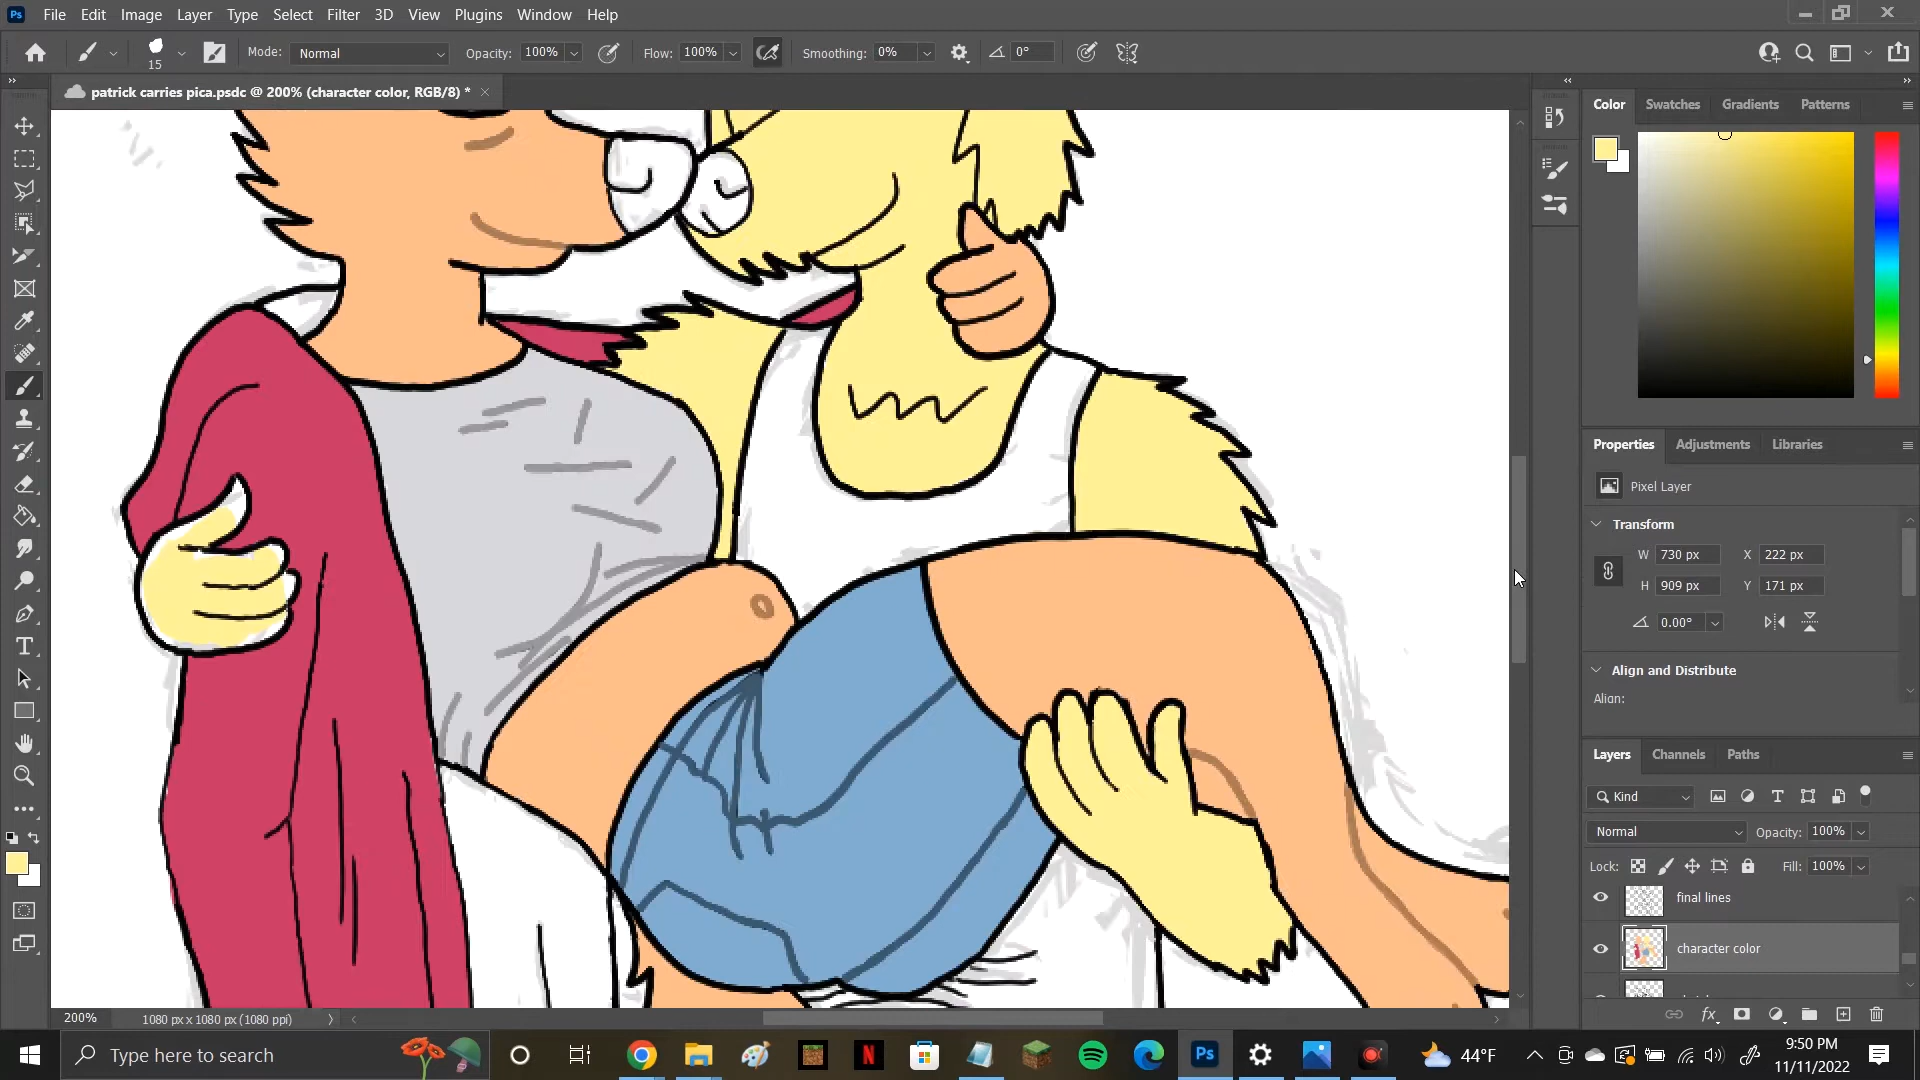 Ps File Edit Image Layer Type Select Filter 3D View Plugins Window Help
15 Mode: Normal Opacity: 100% Flow: 100% Smoothing: 0% 0°
patrick carries pica.psdc @ 200% (character color, RGB/8) *
Color Swatches Gradients Patterns
Properties Adjustments Libraries
Pixel Layer
Transform
W 730 px X 222 px
H 909 px Y 171 px
0.00°
Align and Distribute
Align:
Layers Channels Paths
Kind
Normal Opacity: 100%
Lock: Fill: 100%
final lines
character color
200% 1080 px x 1080 px (1080 ppi)
Type here to search
44°F
9:50 PM
11/11/2022